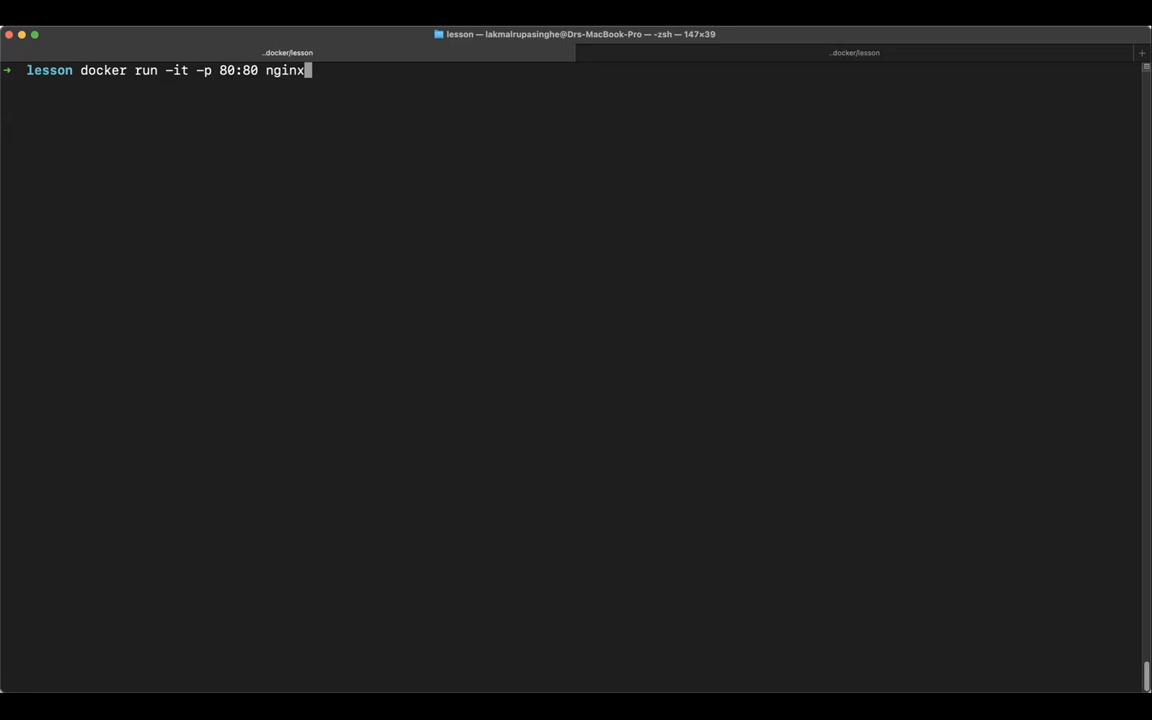 lesson — lakmalrupasinghe@Drs-MacBook-Pro — -zsh — 147×39
..docker/lesson
..docker/lesson
+
→ lesson docker run -it -p 80:80 nginx